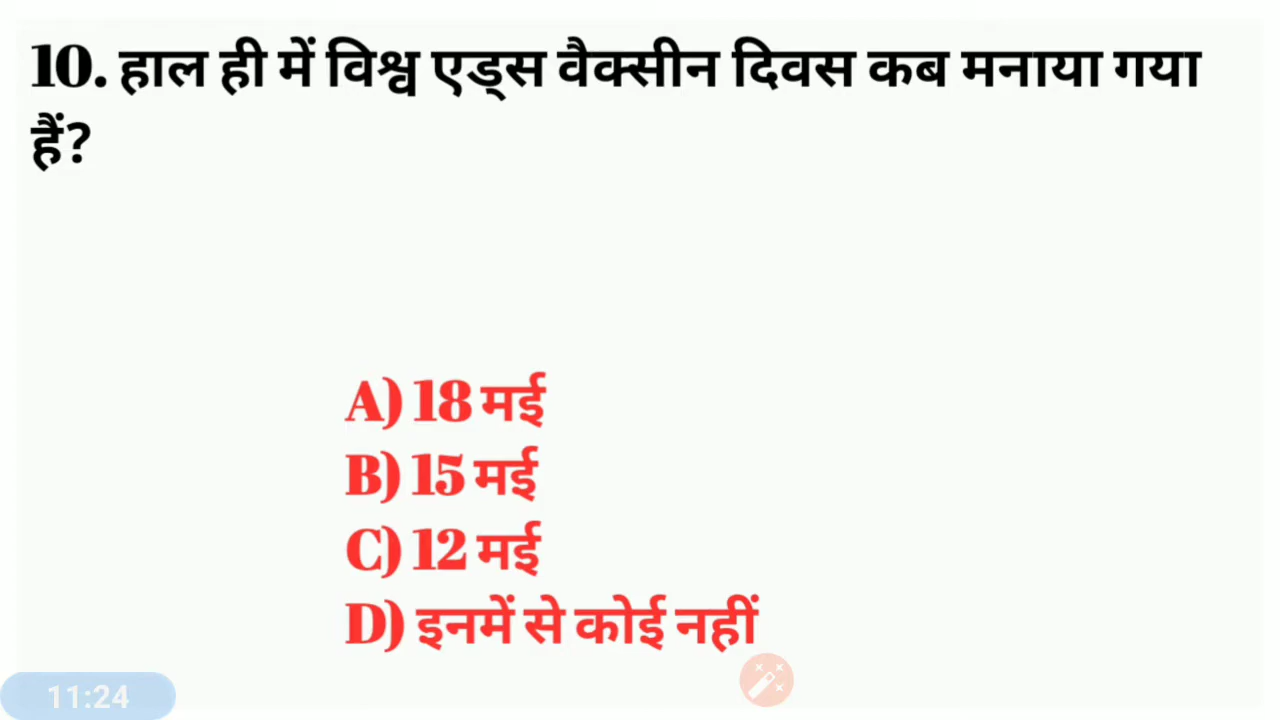 10. हाल ही में विश्व एड्स वैक्सीन दिवस कब मनाया गया
हैं?
A) 18 मई
B) 15 मई
C) 12 मई
D) इनमें से कोई नहीं
11:24